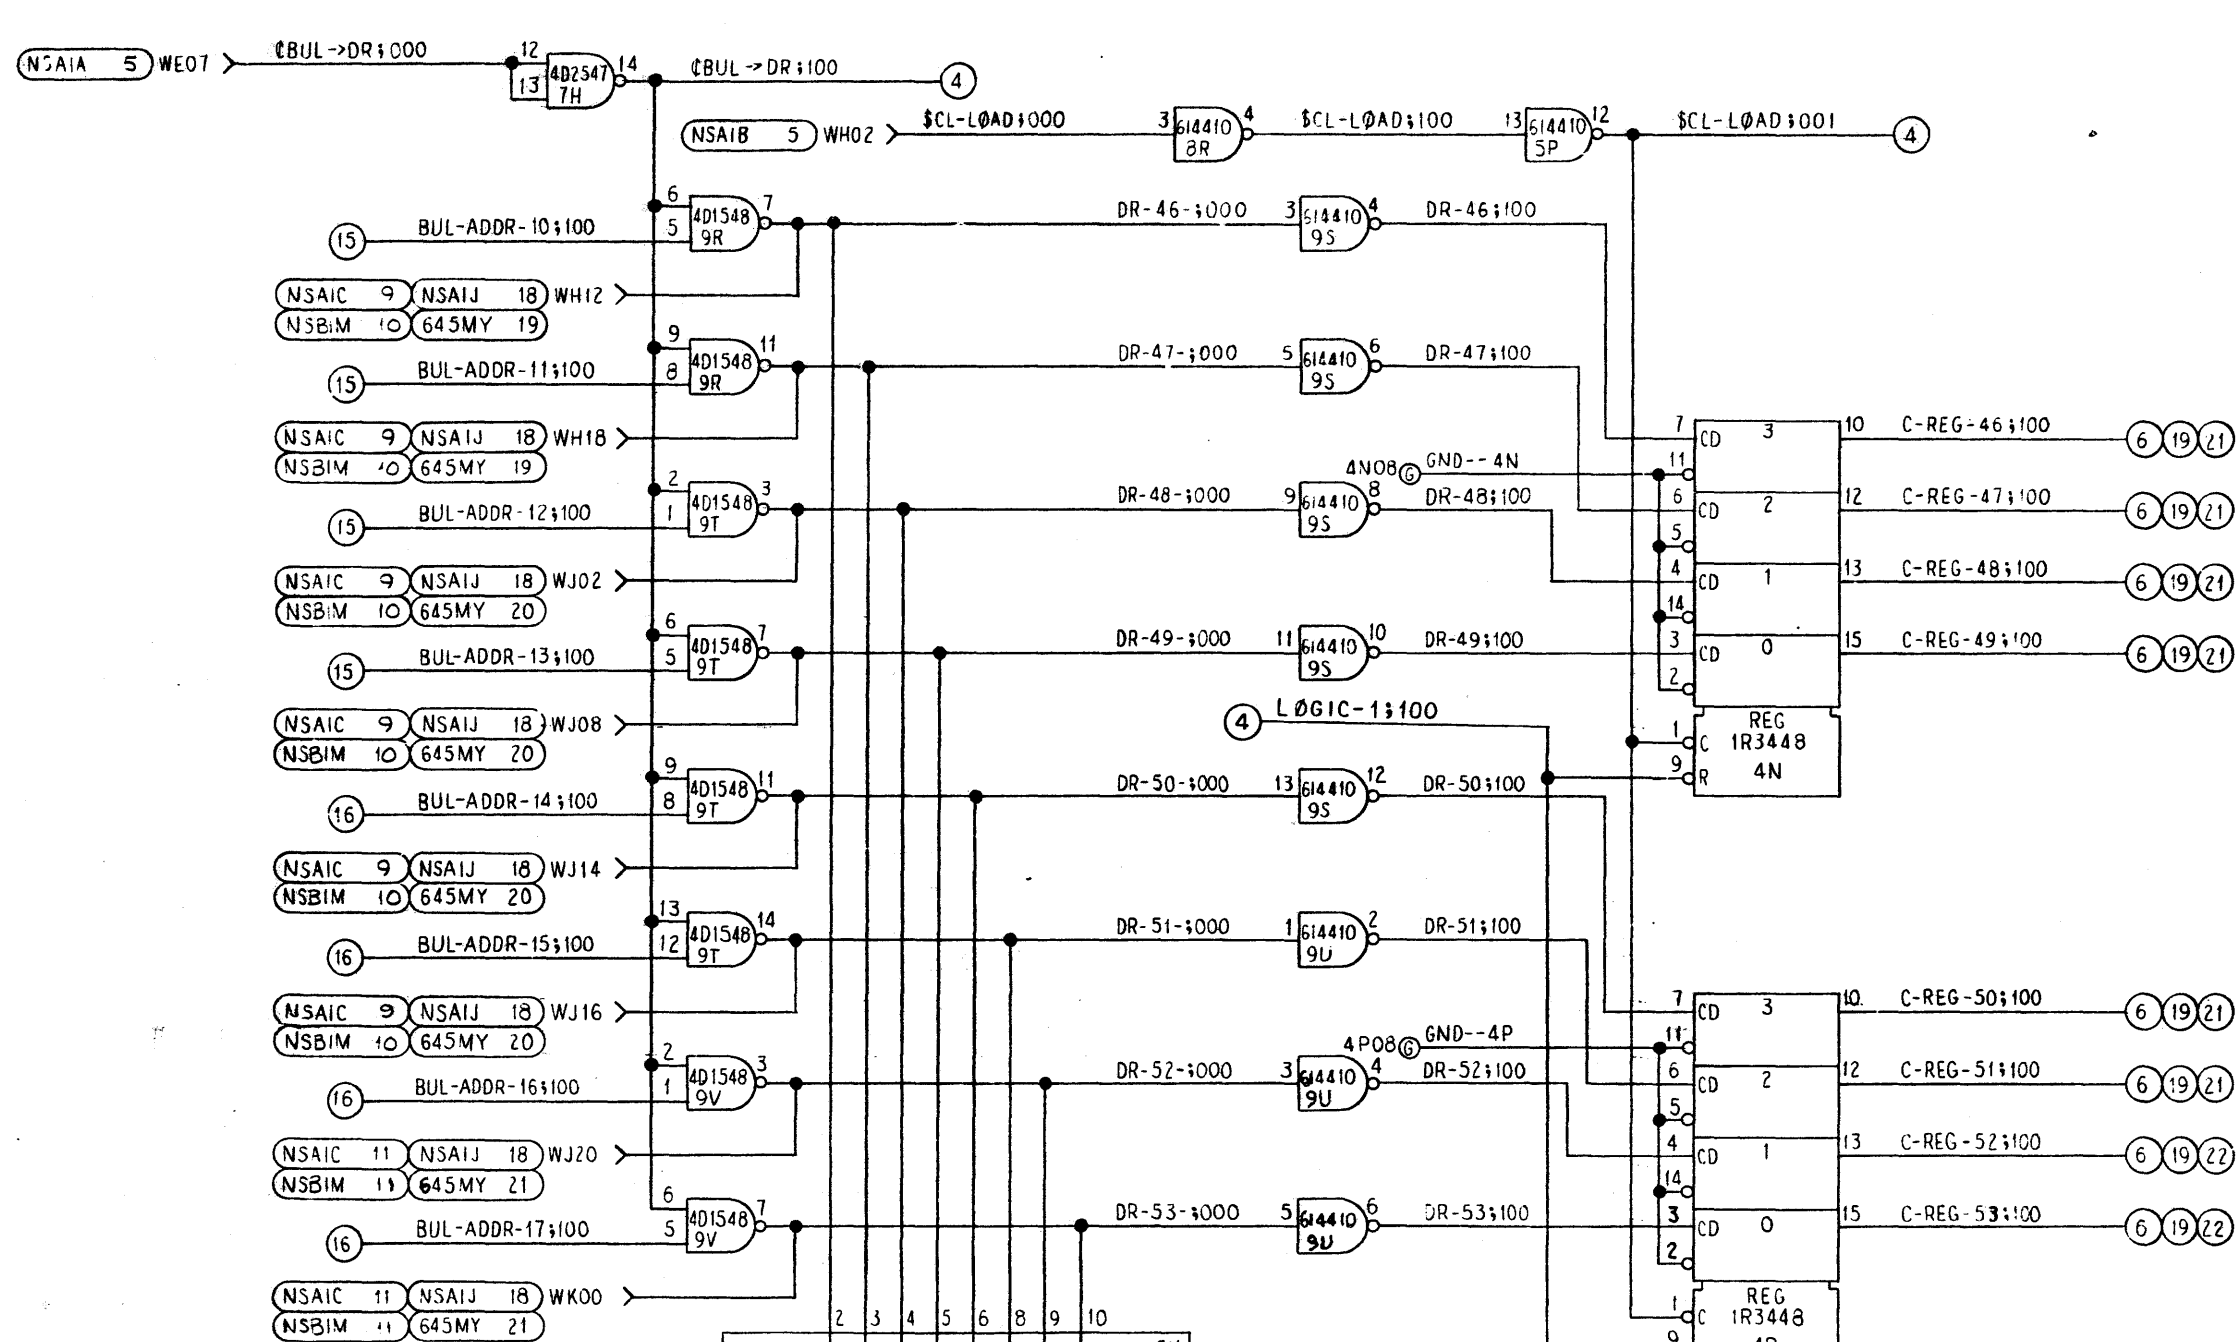 NSAIA 5 WE07 ₵BUL->DR;000 12 13 4D2547 7H 14 ₵BUL->DR;100 4
NSAIB 5 WH02 $CL-LØAD;000 3 614410 8R 4 $CL-LØAD;100 13 614410 5P 12 $CL-LØAD;001 4
15 BUL-ADDR-10;100 6 5 4D1548 9R 7 DR-46-;000 3 614410 9S 4 DR-46;100
NSAIC 9 NSAIJ 18 WH12
NSBIM 10 645MY 19
15 BUL-ADDR-11;100 9 8 4D1548 9R 11 DR-47-;000 5 614410 9S 6 DR-47;100
NSAIC 9 NSAIJ 18 WH18 7 CD 3 10 C-REG-46;100 6 19 21
NSBIM 10 645MY 19 4N08 G GND--4N 11
15 BUL-ADDR-12;100 2 1 4D1548 9T 3 DR-48-;000 9 614410 9S 8 DR-48;100 6 CD 2 12 C-REG-47;100 6 19 21
5
NSAIC 9 NSAIJ 18 WJ02 4 CD 1 13 C-REG-48;100 6 19 21
NSBIM 10 645MY 20 14
15 BUL-ADDR-13;100 6 5 4D1548 9T 7 DR-49-;000 11 614410 9S 10 DR-49;100 3 CD 0 15 C-REG-49;100 6 19 21
2
NSAIC 9 NSAIJ 18 WJ08 4 LØGIC-1;100 REG
NSBIM 10 645MY 20 1 C 1R3448
9 R 4N
16 BUL-ADDR-14;100 9 8 4D1548 9T 11 DR-50-;000 13 614410 9S 12 DR-50;100
NSAIC 9 NSAIJ 18 WJ14
NSBIM 10 645MY 20
16 BUL-ADDR-15;100 13 12 4D1548 9T 14 DR-51-;000 1 614410 9U 2 DR-51;100
NSAIC 9 NSAIJ 18 WJ16 7 CD 3 10 C-REG-50;100 6 19 21
NSBIM 10 645MY 20 4P08 G GND--4P 11
16 BUL-ADDR-16;100 2 1 4D1548 9V 3 DR-52-;000 3 614410 9U 4 DR-52;100 6 CD 2 12 C-REG-51;100 6 19 21
5
NSAIC 11 NSAIJ 18 WJ20 4 CD 1 13 C-REG-52;100 6 19 22
NSBIM 11 645MY 21 14
16 BUL-ADDR-17;100 6 5 4D1548 9V 7 DR-53-;000 5 614410 9U 6 DR-53;100 3 CD 0 15 C-REG-53;100 6 19 22
2
NSAIC 11 NSAIJ 18 WK00 REG
NSBIM 11 645MY 21 2 3 4 5 6 8 9 10 1 C 1R3448
9